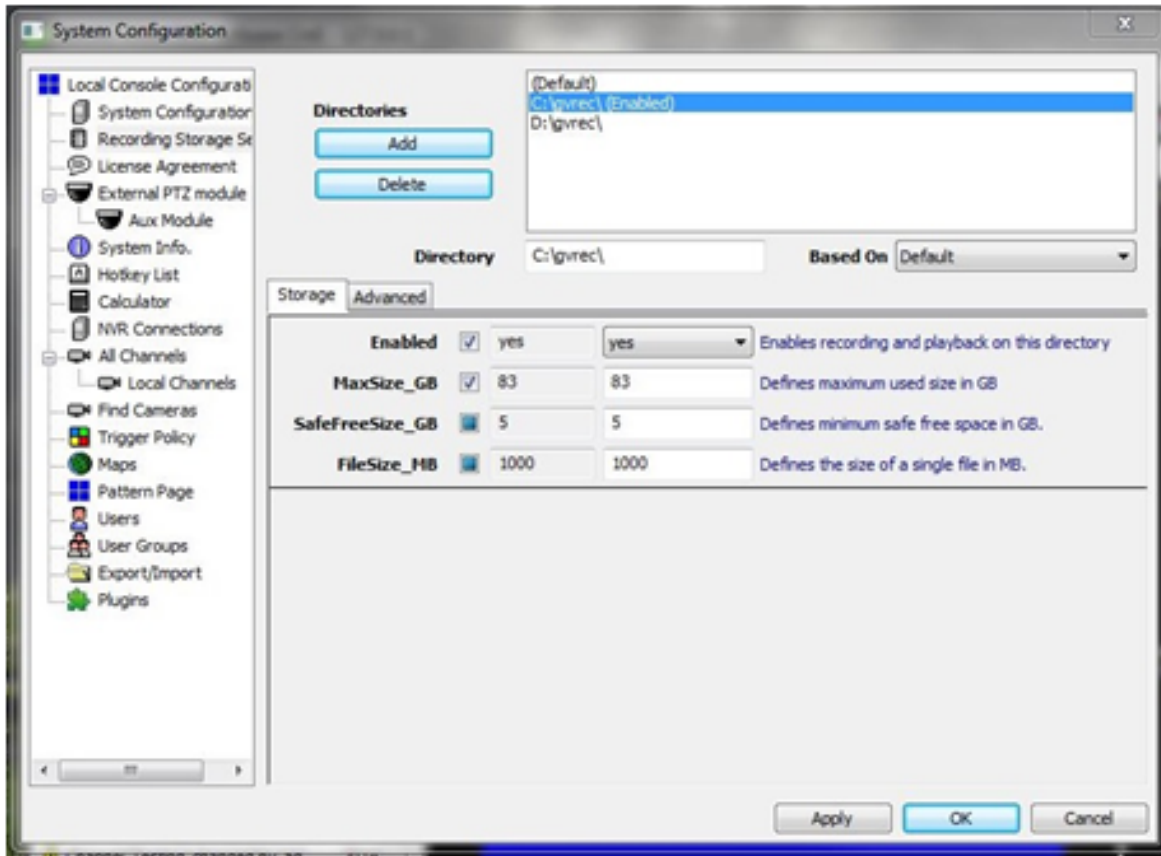 System Configuration
Local Console Configurati
System Configuration
Recording Storage Se
License Agreement
External PTZ module
Aux Module
System Info.
Hotkey List
Calculator
NVR Connections
All Channels
Local Channels
Find Cameras
Trigger Policy
Maps
Pattern Page
Users
User Groups
Export/Import
Plugins
Directories
Add
Delete
(Default)
C:\gvrec\ (Enabled)
D:\gvrec\
Directory C:\gvrec\ Based On Default
Storage Advanced
Enabled yes yes Enables recording and playback on this directory
MaxSize_GB 83 83 Defines maximum used size in GB
SafeFreeSize_GB 5 5 Defines minimum safe free space in GB.
FileSize_MB 1000 1000 Defines the size of a single file in MB.
Apply OK Cancel